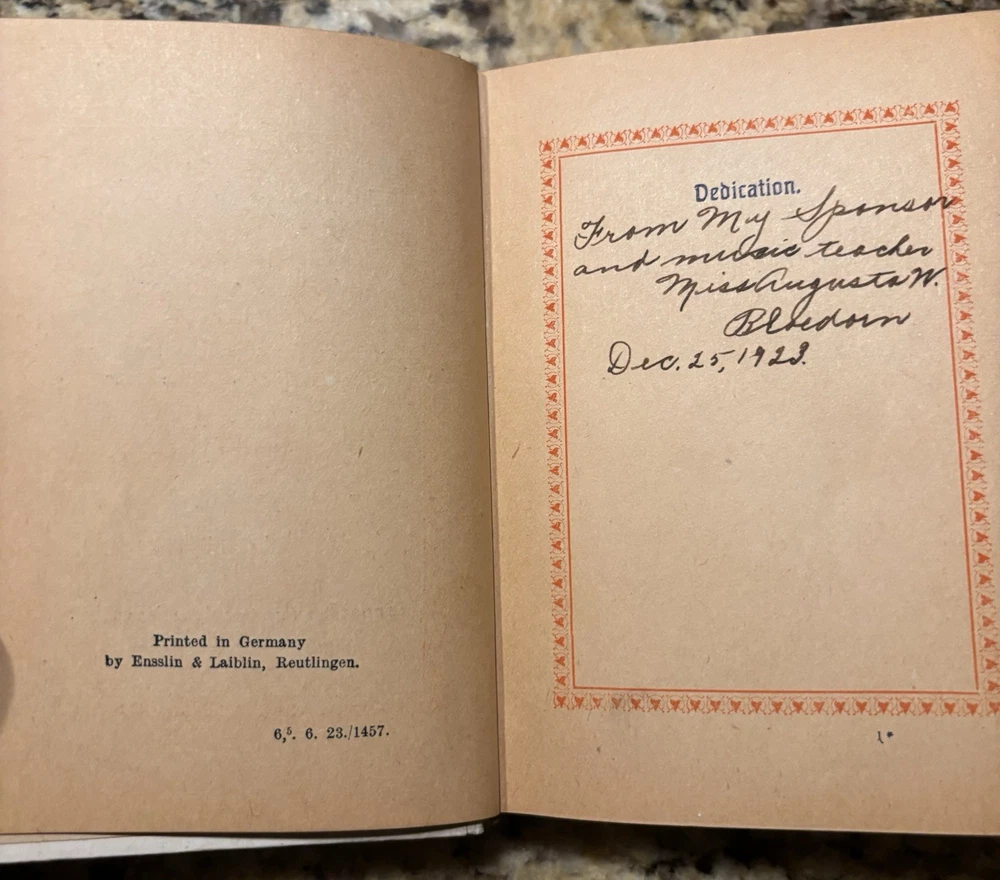 Printed in Germany
by Ensslin & Laiblin, Reutlingen.
6,⁵. 6. 23./1457.
Dedication.
From My Sponsor
and music teacher
Miss Augusta W.
Bloedorn
Dec. 25, 1923.
1*